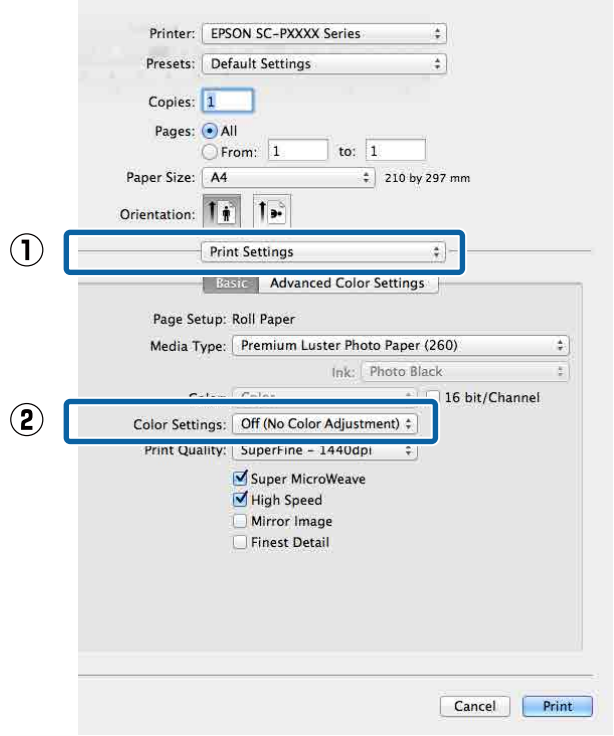 Printer: EPSON SC-PXXXX Series
Presets: Default Settings
Copies: 1
Pages: All
From: 1 to: 1
Paper Size: A4 210 by 297 mm
Orientation:
① Print Settings
Basic Advanced Color Settings
Page Setup: Roll Paper
Media Type: Premium Luster Photo Paper (260)
Ink: Photo Black
Color: Color 16 bit/Channel
② Color Settings: Off (No Color Adjustment)
Print Quality: SuperFine - 1440dpi
Super MicroWeave
High Speed
Mirror Image
Finest Detail
Cancel Print